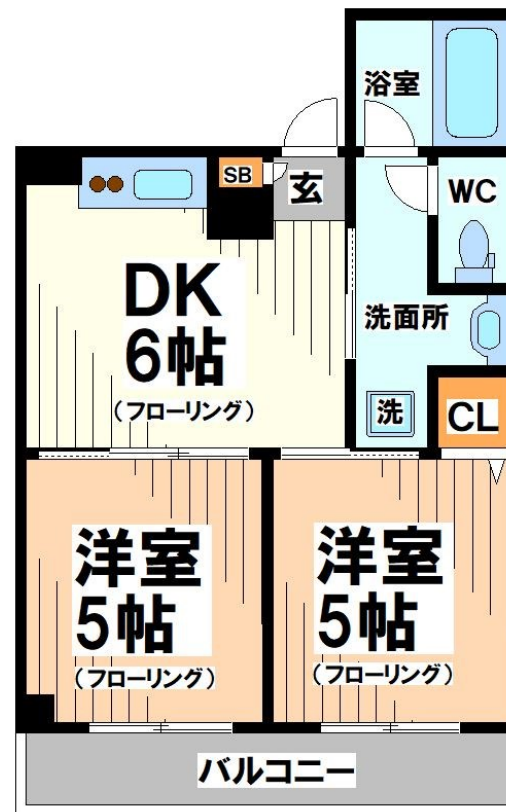 浴室
SB
玄
WC
DK
6帖
(フローリング)
洗面所
洗
CL
洋室
5帖
(フローリング)
洋室
5帖
(フローリング)
バルコニー